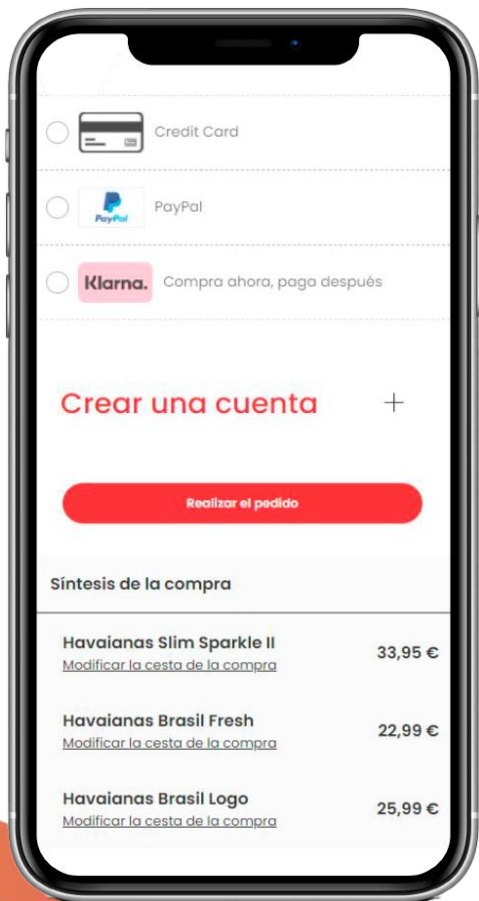 Credit Card
PayPal
PayPal
Klarna. Compra ahora, paga después
Crear una cuenta +
Realizar el pedido
Síntesis de la compra
Havaianas Slim Sparkle II
33,95 €
Modificar la cesta de la compra
Havaianas Brasil Fresh
22,99 €
Modificar la cesta de la compra
Havaianas Brasil Logo
25,99 €
Modificar la cesta de la compra